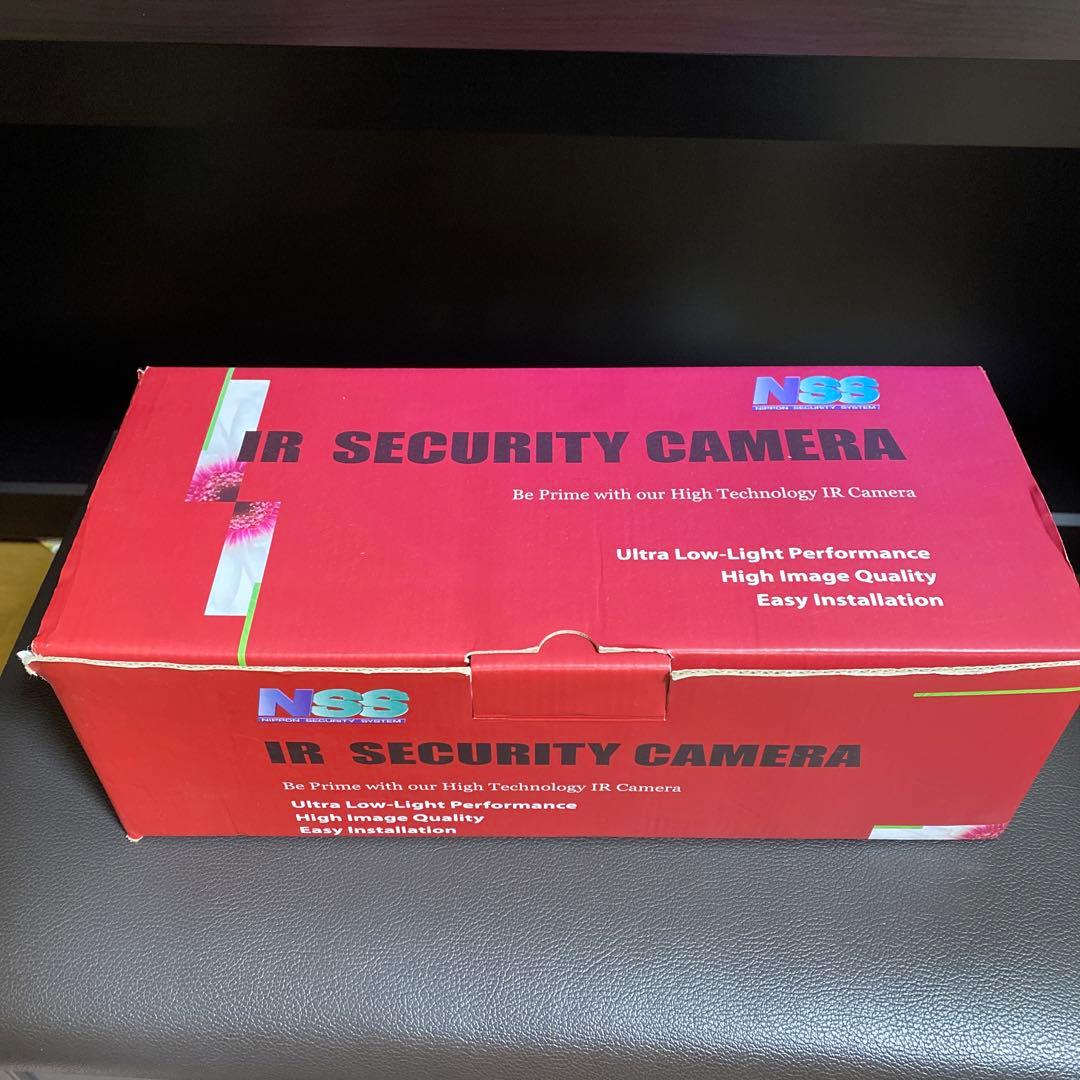 NSS
NIPPON SECURITY SYSTEM
IR SECURITY CAMERA
Be Prime with our High Technology IR Camera
Ultra Low-Light Performance
High Image Quality
Easy Installation
NSS
NIPPON SECURITY SYSTEM
IR SECURITY CAMERA
Be Prime with our High Technology IR Camera
Ultra Low-Light Performance
High Image Quality
Easy Installation